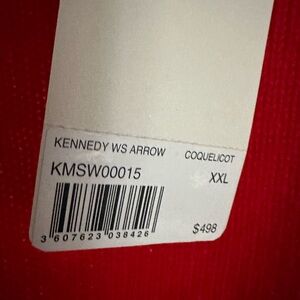 KENNEDY WS ARROW COQUELICOT
KMSW00015 XXL
$498
3 607623 038426